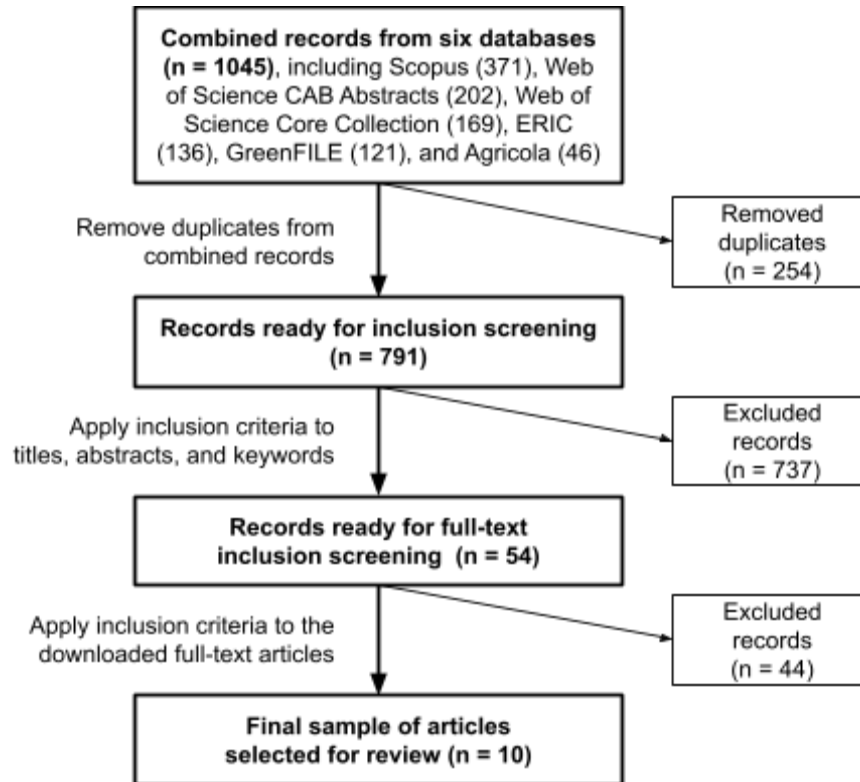 Combined records from six databases
(n = 1045), including Scopus (371), Web
of Science CAB Abstracts (202), Web of
Science Core Collection (169), ERIC
(136), GreenFILE (121), and Agricola (46)
Remove duplicates from
combined records
Removed
duplicates
(n = 254)
Records ready for inclusion screening
(n = 791)
Apply inclusion criteria to
titles, abstracts, and keywords
Excluded
records
(n = 737)
Records ready for full-text
inclusion screening (n = 54)
Apply inclusion criteria to the
downloaded full-text articles
Excluded
records
(n = 44)
Final sample of articles
selected for review (n = 10)